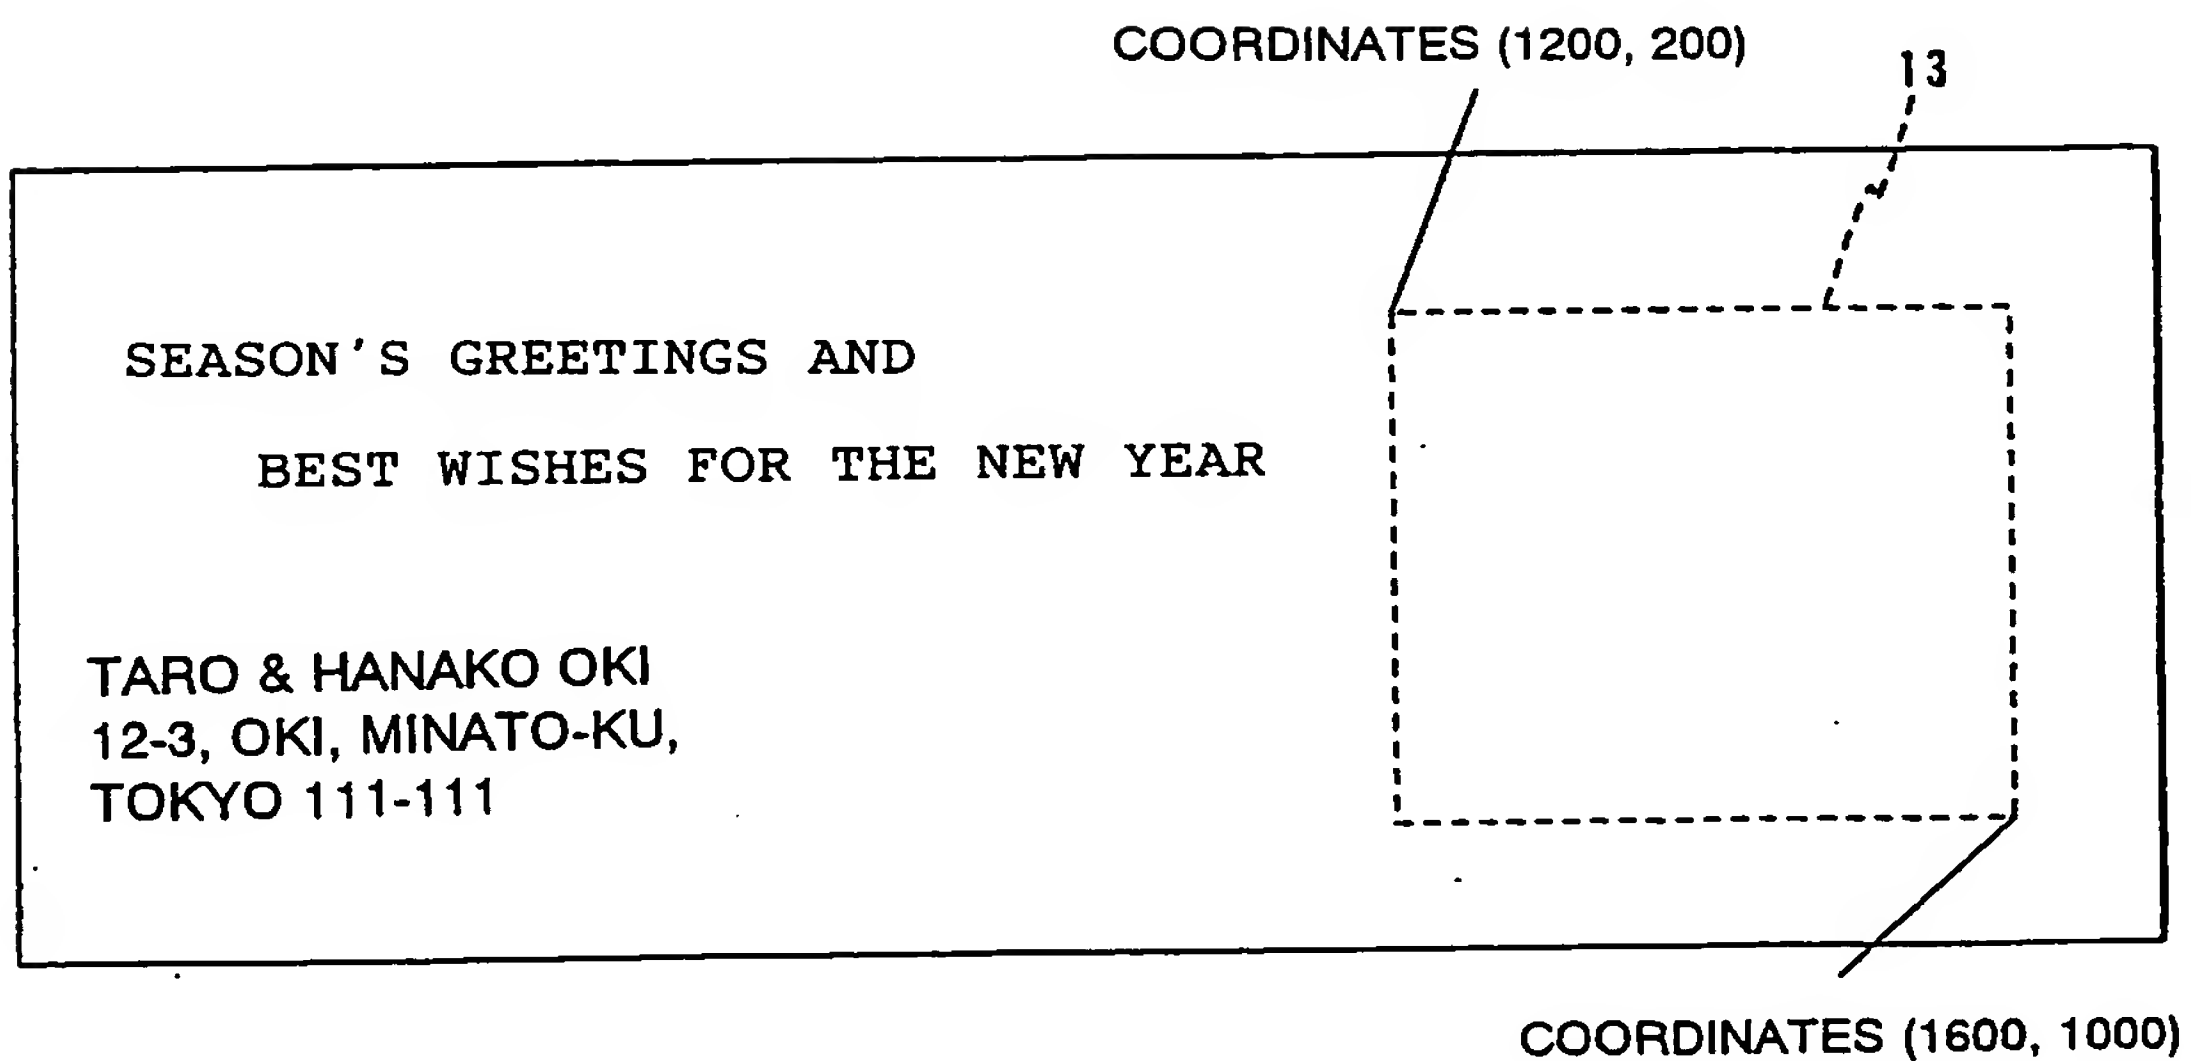 COORDINATES (1200, 200)
13
SEASON'S GREETINGS AND
BEST WISHES FOR THE NEW YEAR
TARO & HANAKO OKI
12-3, OKI, MINATO-KU,
TOKYO 111-111
COORDINATES (1600, 1000)